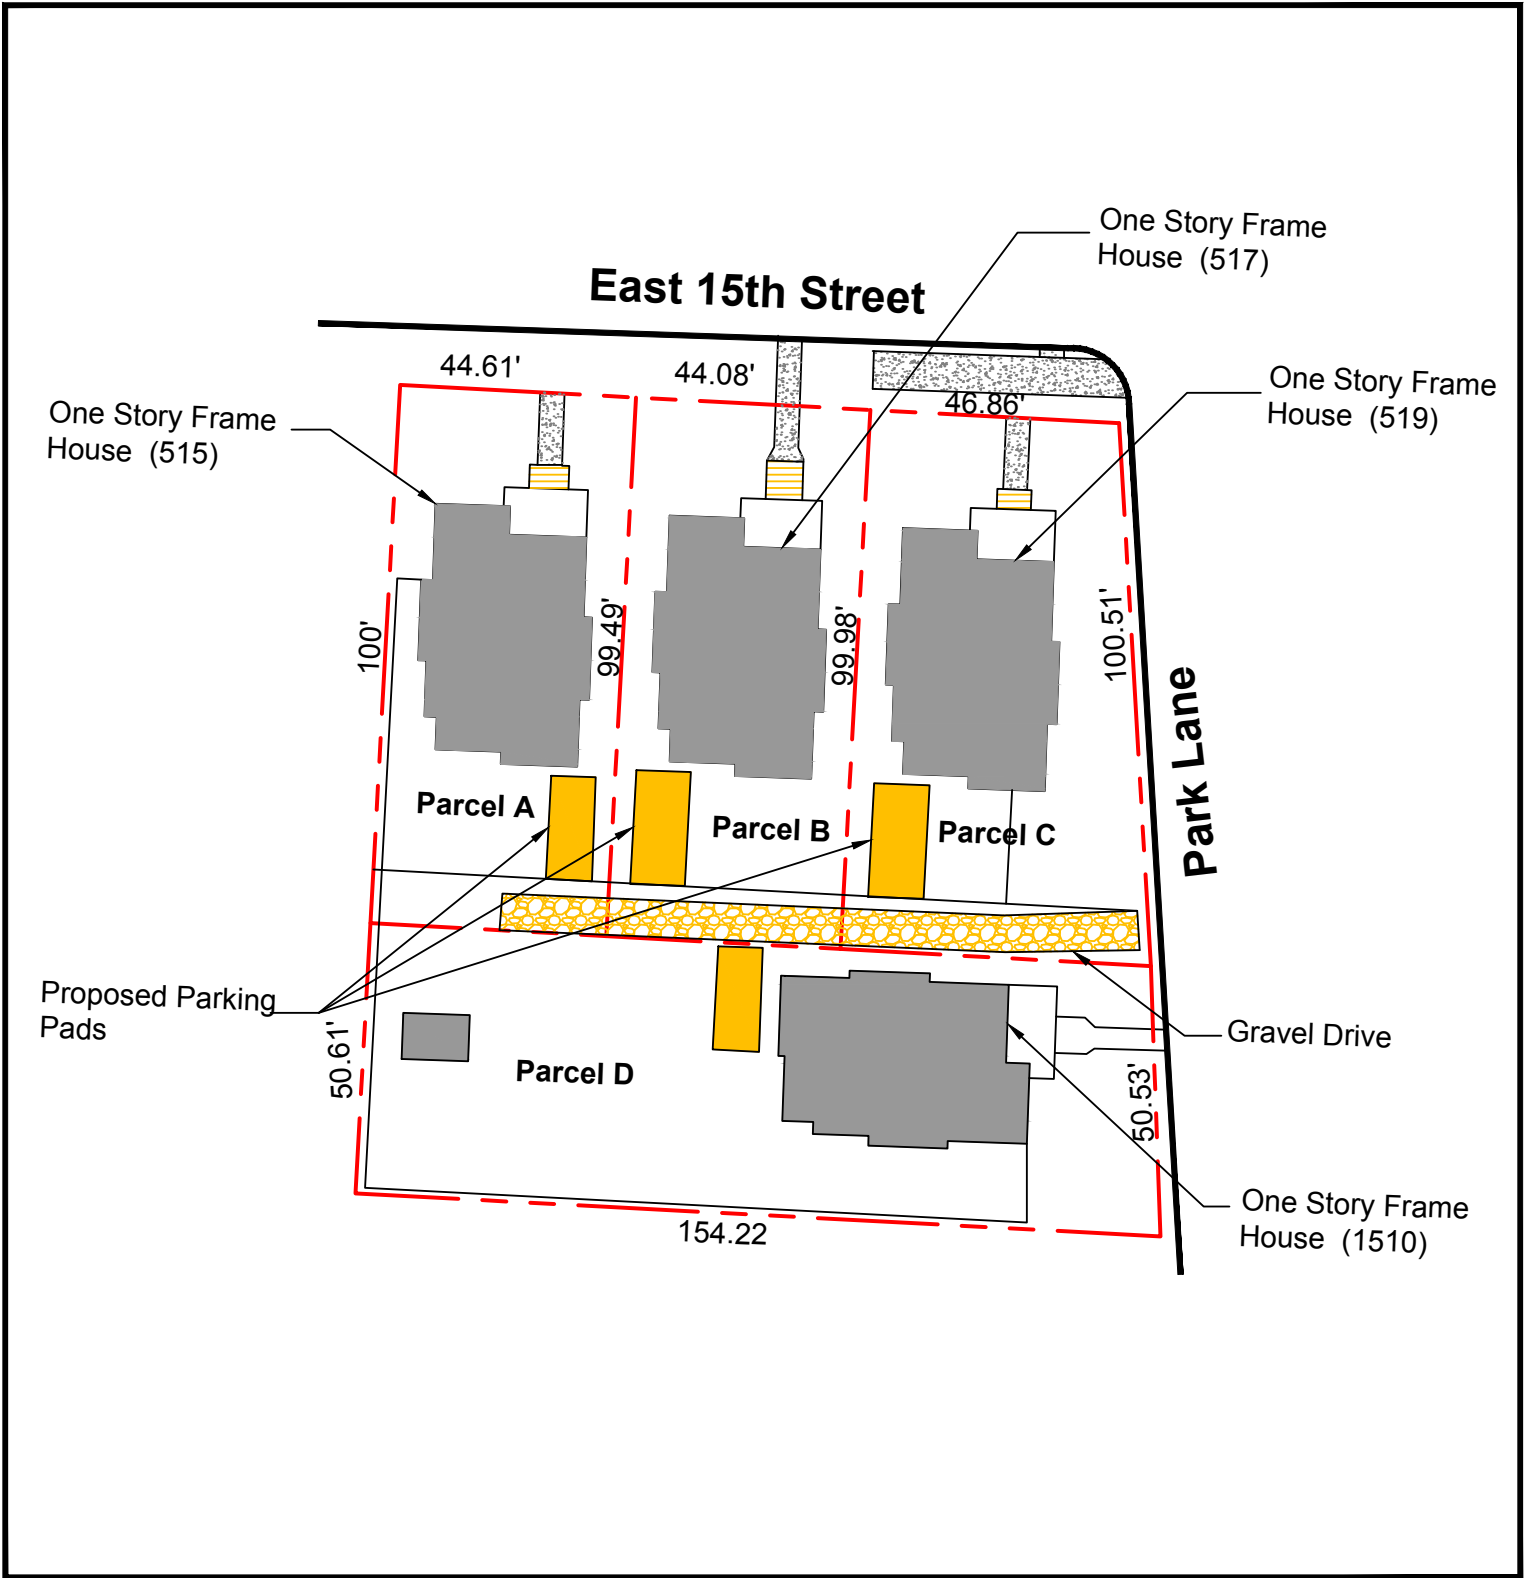 One Story Frame
House (517)
East 15th Street
44.61'
44.08'
46.86'
One Story Frame
House (519)
One Story Frame
House (515)
100'
99.49'
99.98'
100.51'
Park Lane
Parcel A
Parcel B
Parcel C
Proposed Parking
Pads
Gravel Drive
50.61'
Parcel D
50.53'
One Story Frame
House (1510)
154.22